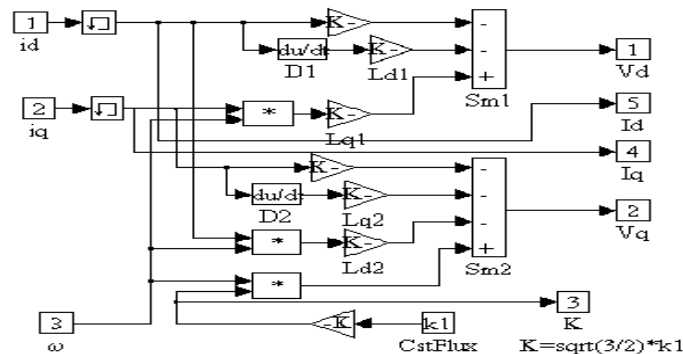 1
id
K-
-
du/dt
D1
K-
Ld1
-
+
Sm1
1
Vd
2
iq
*
K-
Lq1
5
Id
4
Iq
K-
-
du/dt
D2
K-
Lq2
-
2
Vq
*
K-
Ld2
-
+
Sm2
*
3
ω
-K
k1
CstFlux
3
K
K=sqrt(3/2)*k1